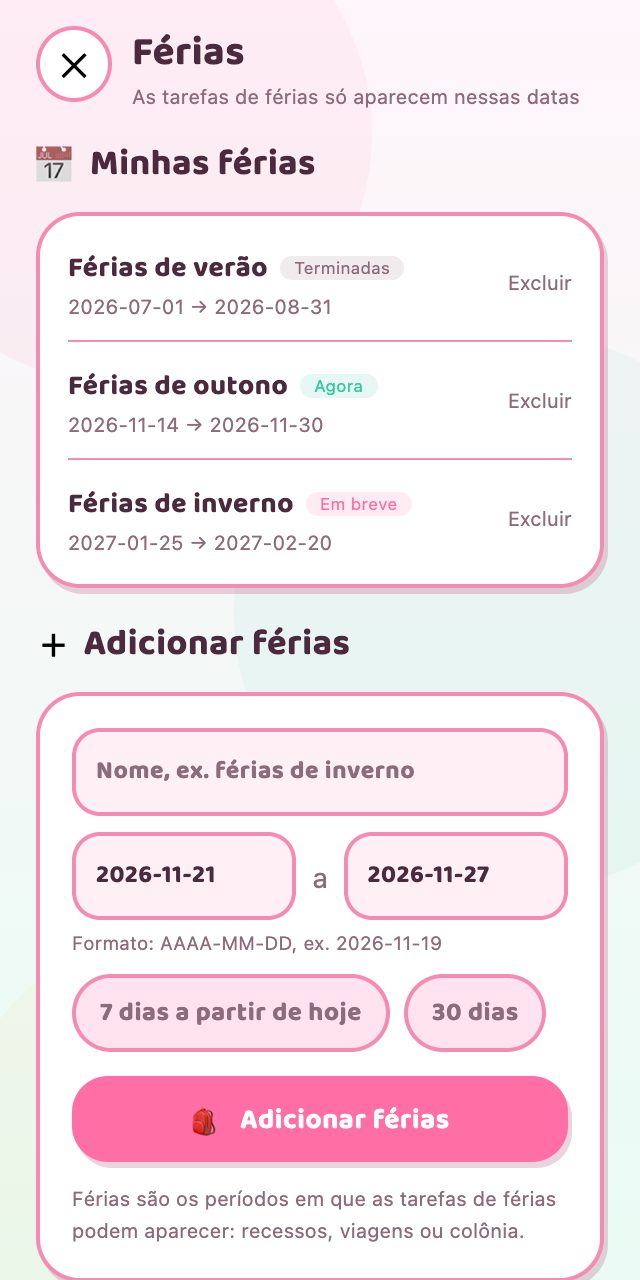 Férias
As tarefas de férias só aparecem nessas datas
JUL
17
Minhas férias
Férias de verão
Terminadas
2026-07-01 → 2026-08-31
Excluir
Férias de outono
Agora
2026-11-14 → 2026-11-30
Excluir
Férias de inverno
Em breve
2027-01-25 → 2027-02-20
Excluir
+ Adicionar férias
Nome, ex. férias de inverno
2026-11-21 a 2026-11-27
Formato: AAAA-MM-DD, ex. 2026-11-19
7 dias a partir de hoje
30 dias
Adicionar férias
Férias são os períodos em que as tarefas de férias
podem aparecer: recessos, viagens ou colônia.